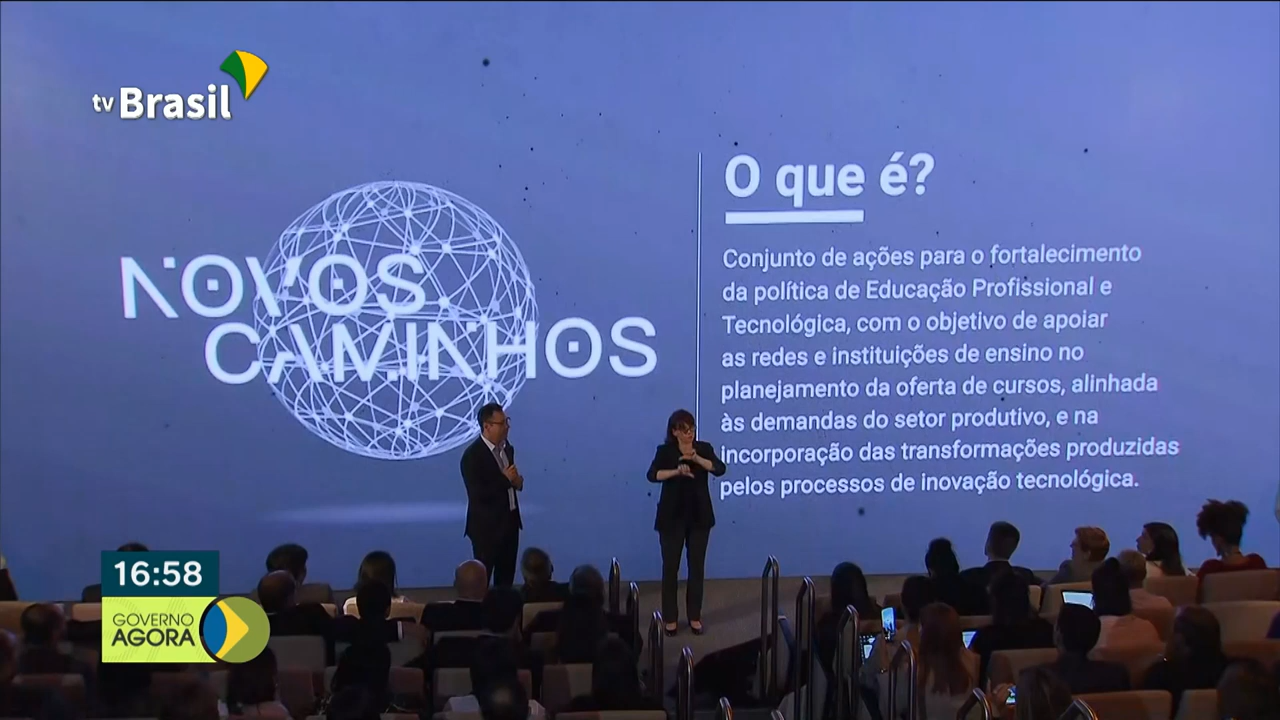 tv Brasil
NOVOS
CAMINHOS
O que é?
Conjunto de ações para o fortalecimento
da política de Educação Profissional e
Tecnológica, com o objetivo de apoiar
as redes e instituições de ensino no
planejamento da oferta de cursos, alinhada
às demandas do setor produtivo, e na
incorporação das transformações produzidas
pelos processos de inovação tecnológica.
16:58
GOVERNO
AGORA